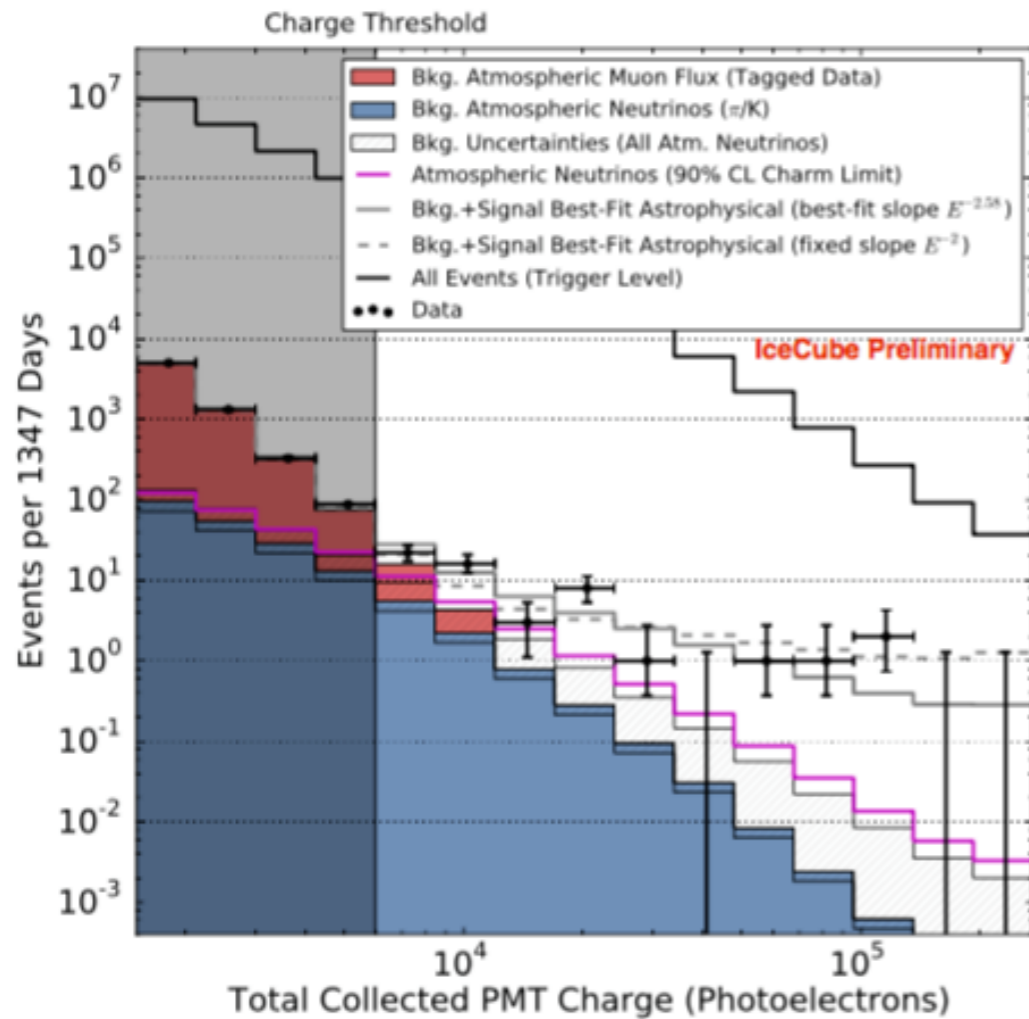 Charge Threshold
Bkg. Atmospheric Muon Flux (Tagged Data)
Bkg. Atmospheric Neutrinos (π/K)
Bkg. Uncertainties (All Atm. Neutrinos)
Atmospheric Neutrinos (90% CL Charm Limit)
Bkg.+Signal Best-Fit Astrophysical (best-fit slope E^{-2.58})
Bkg.+Signal Best-Fit Astrophysical (fixed slope E^{-2})
All Events (Trigger Level)
Data
IceCube Preliminary
Events per 1347 Days
10^7
10^6
10^5
10^4
10^3
10^2
10^1
10^0
10^{-1}
10^{-2}
10^{-3}
10^4 10^5
Total Collected PMT Charge (Photoelectrons)